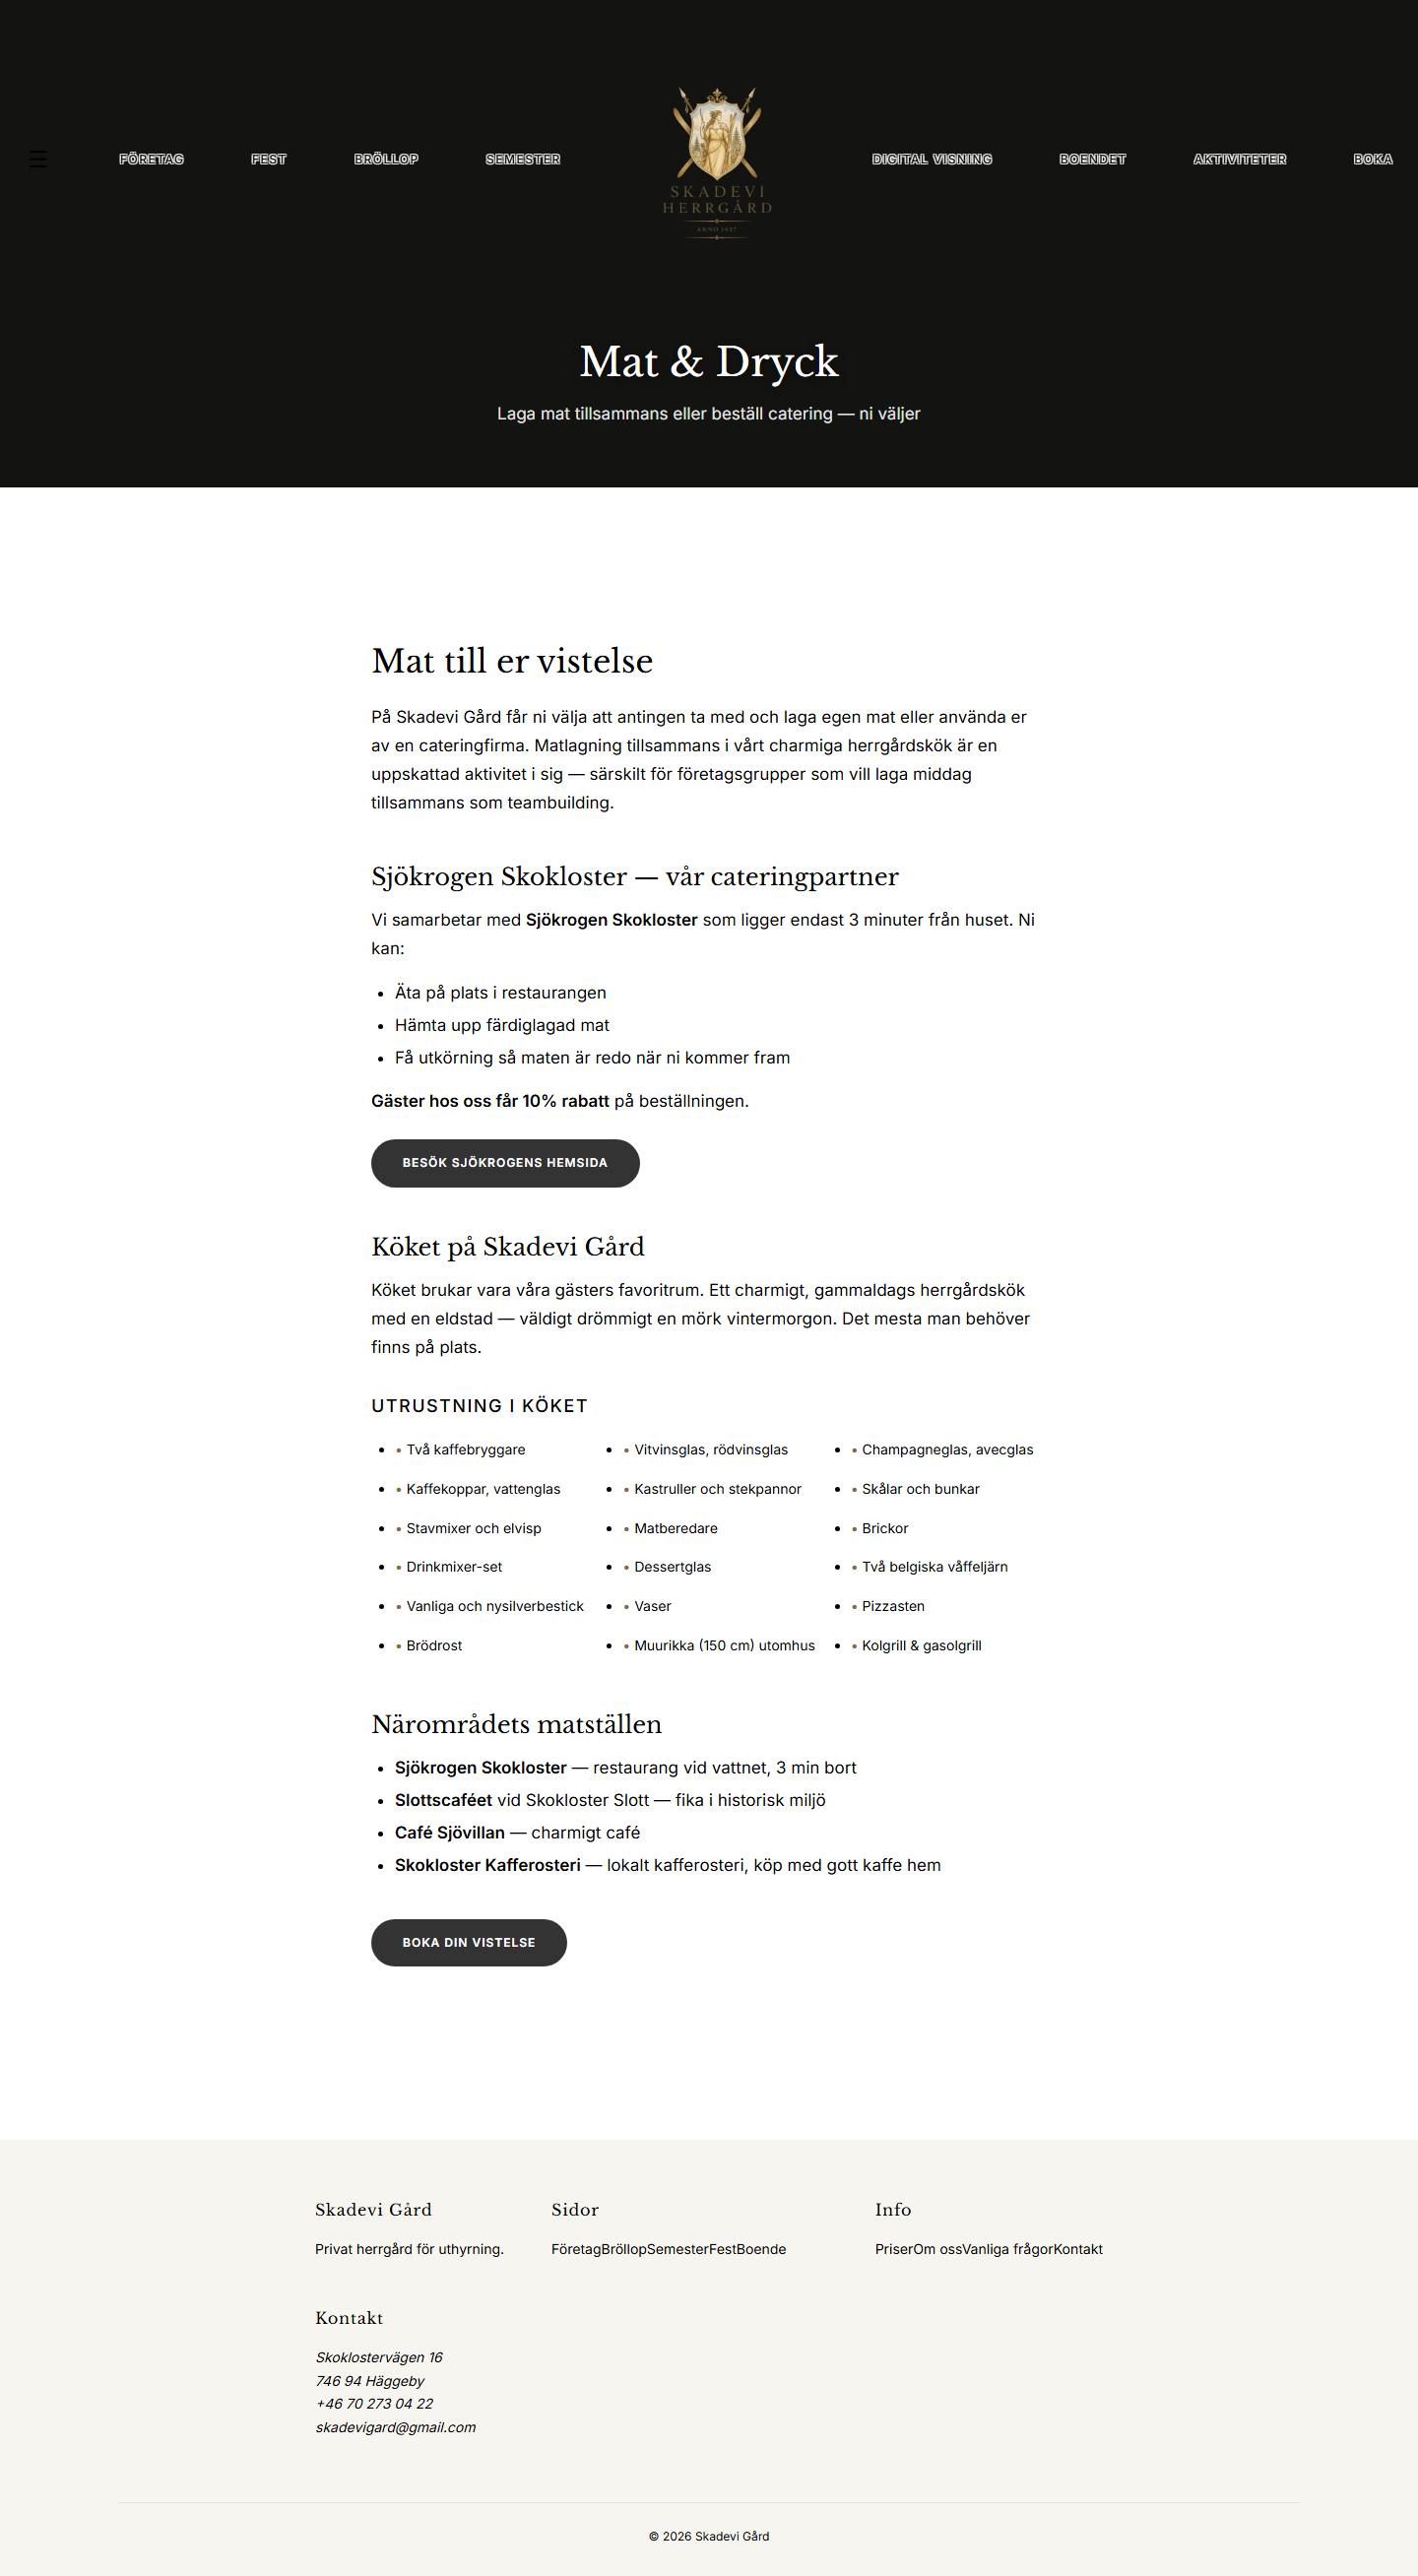 FÖRETAG
FEST
BRÖLLOP
SEMESTER
SKADEVI
HERRGÅRD
ANNO 1927
DIGITAL VISNING
BOENDET
AKTIVITETER
BOKA
Mat & Dryck
Laga mat tillsammans eller beställ catering — ni väljer
Mat till er vistelse
På Skadevi Gård får ni välja att antingen ta med och laga egen mat eller använda er
av en cateringfirma. Matlagning tillsammans i vårt charmiga herrgårdskök är en
uppskattad aktivitet i sig — särskilt för företagsgrupper som vill laga middag
tillsammans som teambuilding.
Sjökrogen Skokloster — vår cateringpartner
Vi samarbetar med Sjökrogen Skokloster som ligger endast 3 minuter från huset. Ni
kan:
• Äta på plats i restaurangen
• Hämta upp färdiglagad mat
• Få utkörning så maten är redo när ni kommer fram
Gäster hos oss får 10% rabatt på beställningen.
BESÖK SJÖKROGENS HEMSIDA
Köket på Skadevi Gård
Köket brukar vara våra gästers favoritrum. Ett charmigt, gammaldags herrgårdskök
med en eldstad — väldigt drömmigt en mörk vintermorgon. Det mesta man behöver
finns på plats.
UTRUSTNING I KÖKET
• • Två kaffebryggare
• • Vitvinsglas, rödvinsglas
• • Champagneglas, avecglas
• • Kaffekoppar, vattenglas
• • Kastruller och stekpannor
• • Skålar och bunkar
• • Stavmixer och elvisp
• • Matberedare
• • Brickor
• • Drinkmixer-set
• • Dessertglas
• • Två belgiska våffeljärn
• • Vanliga och nysilverbestick
• • Vaser
• • Pizzasten
• • Brödrost
• • Muurikka (150 cm) utomhus
• • Kolgrill & gasolgrill
Närområdets matställen
• Sjökrogen Skokloster — restaurang vid vattnet, 3 min bort
• Slottscaféet vid Skokloster Slott — fika i historisk miljö
• Café Sjövillan — charmigt café
• Skokloster Kafferosteri — lokalt kafferosteri, köp med gott kaffe hem
BOKA DIN VISTELSE
Skadevi Gård
Privat herrgård för uthyrning.
Sidor
FöretagBröllopSemesterFestBoende
Info
PriserOm ossVanliga frågorKontakt
Kontakt
Skoklostervägen 16
746 94 Häggeby
+46 70 273 04 22
skadevigard@gmail.com
© 2026 Skadevi Gård